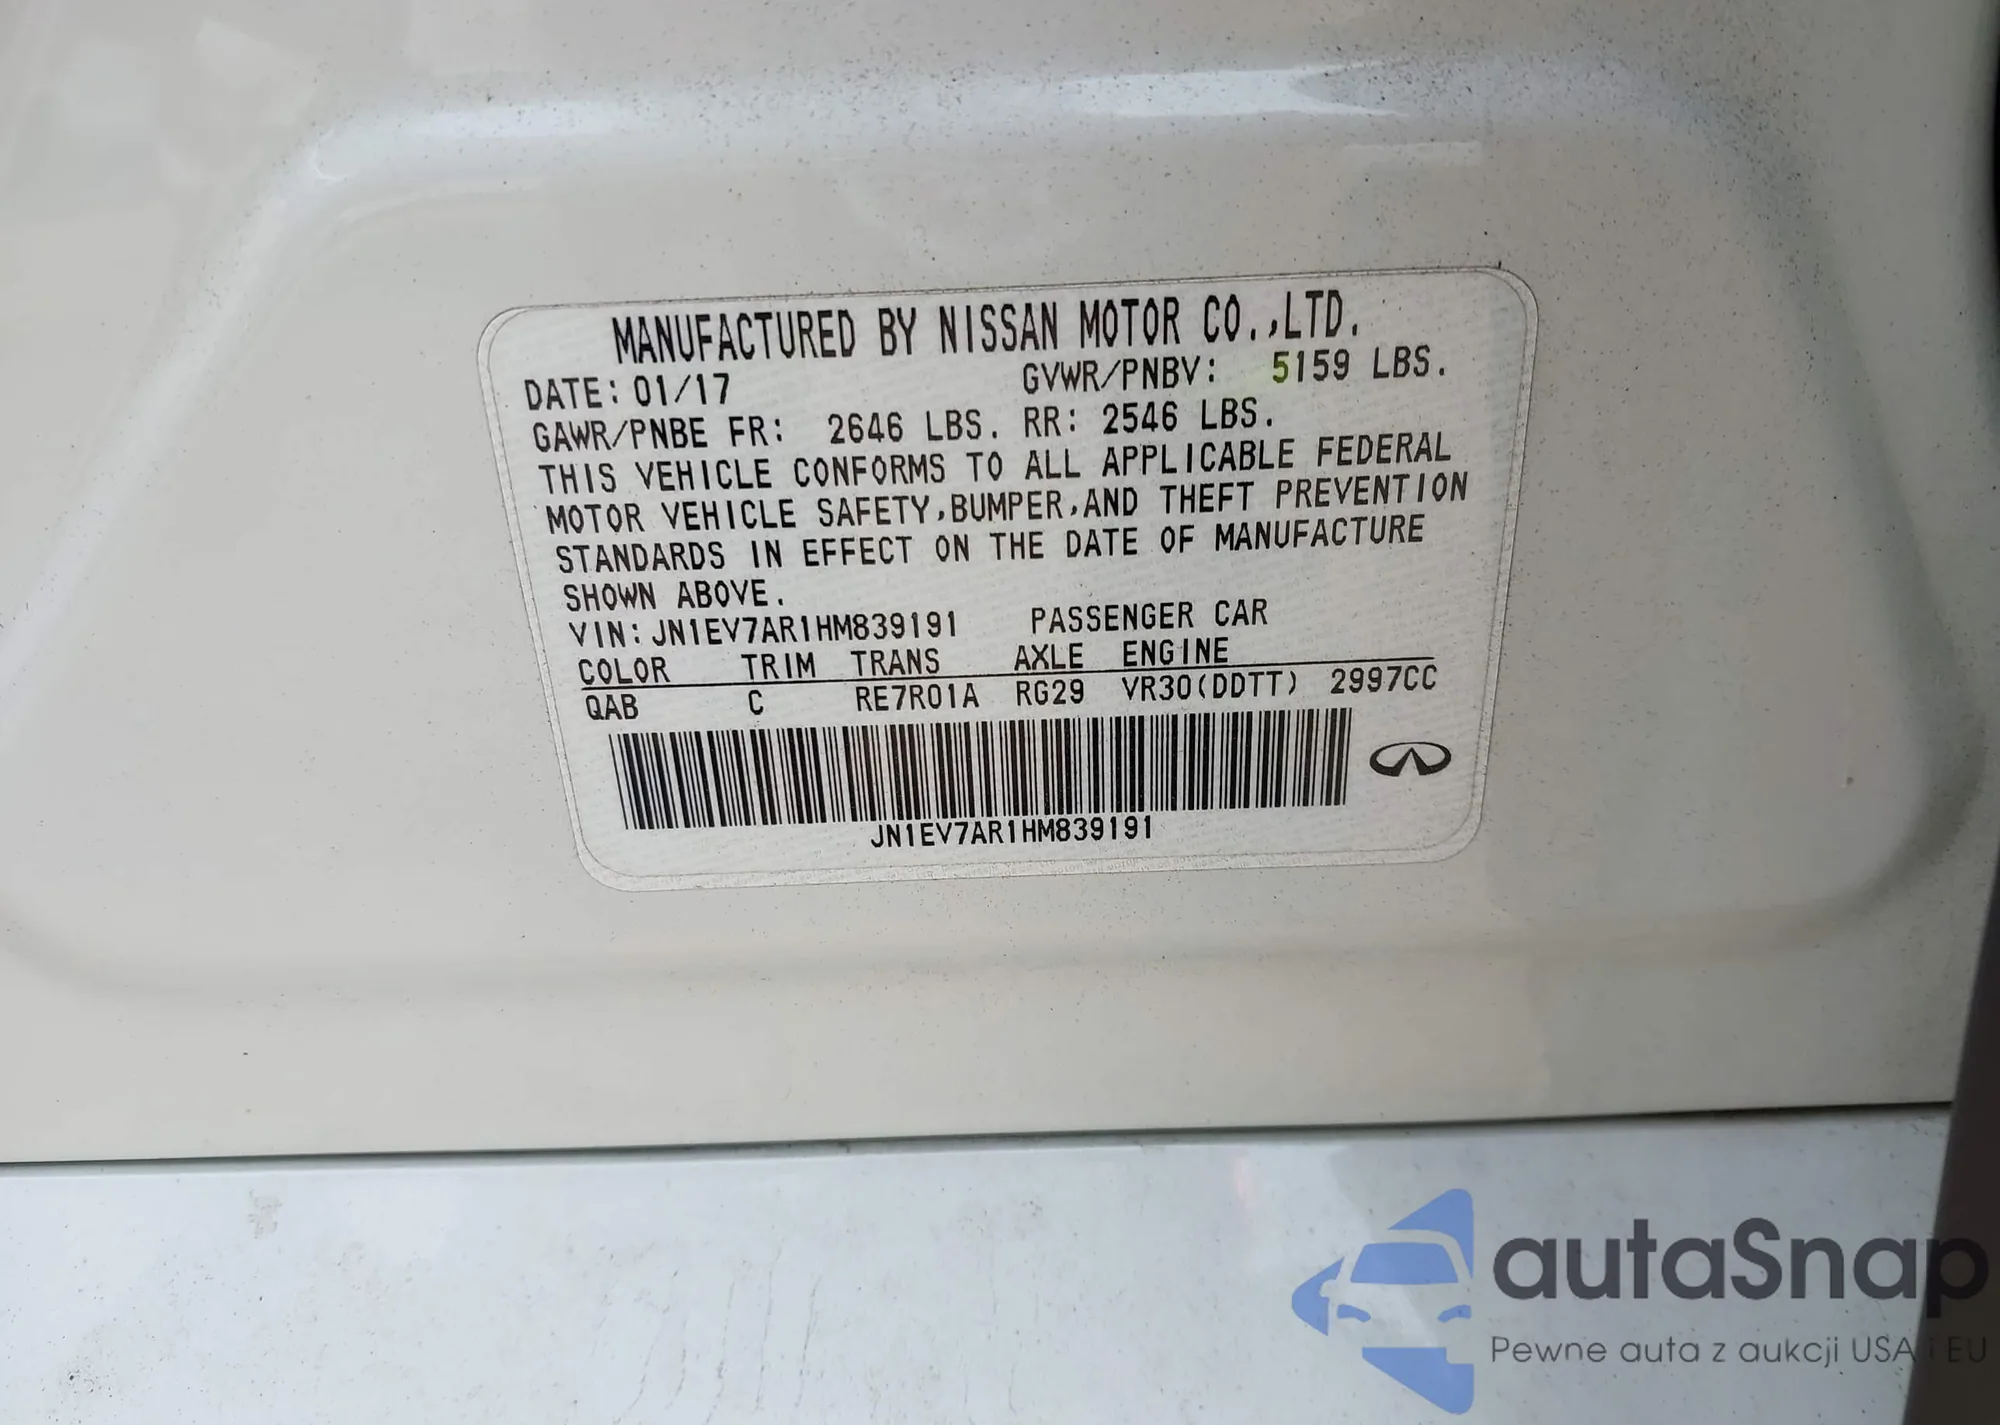 MANUFACTURED BY NISSAN MOTOR CO.,LTD.
DATE: 01/17 GVWR/PNBV: 5159 LBS.
GAWR/PNBE FR: 2646 LBS. RR: 2546 LBS.
THIS VEHICLE CONFORMS TO ALL APPLICABLE FEDERAL
MOTOR VEHICLE SAFETY,BUMPER,AND THEFT PREVENTION
STANDARDS IN EFFECT ON THE DATE OF MANUFACTURE
SHOWN ABOVE.
VIN: JN1EV7AR1HM839191 PASSENGER CAR
COLOR TRIM TRANS AXLE ENGINE
QAB C RE7R01A RG29 VR30(DDTT) 2997CC
JN1EV7AR1HM839191
autaSnap
Pewne auta z aukcji USA i EU